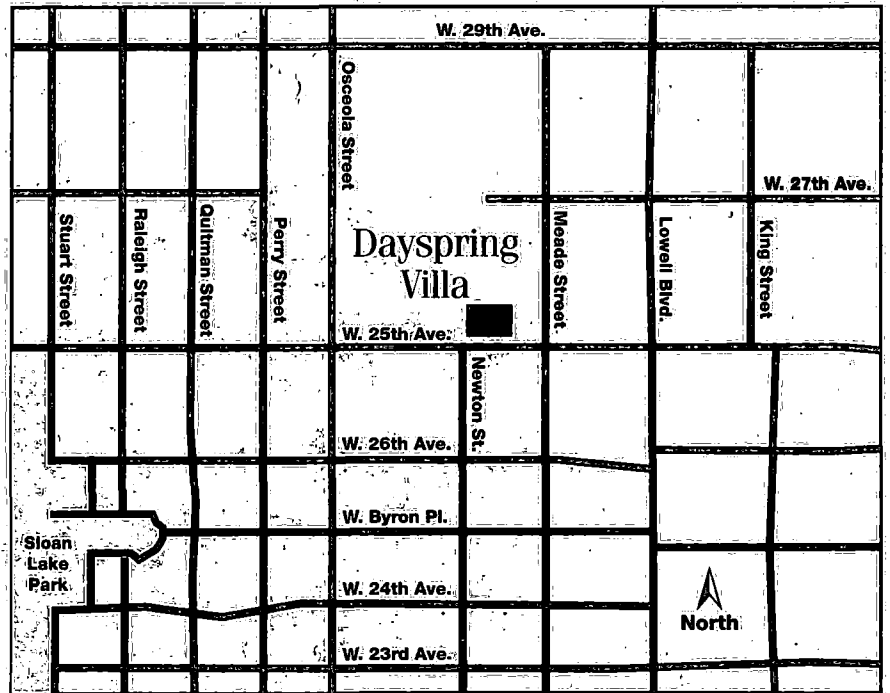 W. 29th Ave.
Osceola Street
W. 27th Ave.
Stuart Street
Raleigh Street
Quitman Street
Perry Street
Dayspring
Villa
Meade Street
Lowell Blvd.
King Street
W. 25th Ave.
Newton St.
W. 26th Ave.
W. Byron Pl.
Sloan
Lake
Park
W. 24th Ave.
North
W. 23rd Ave.